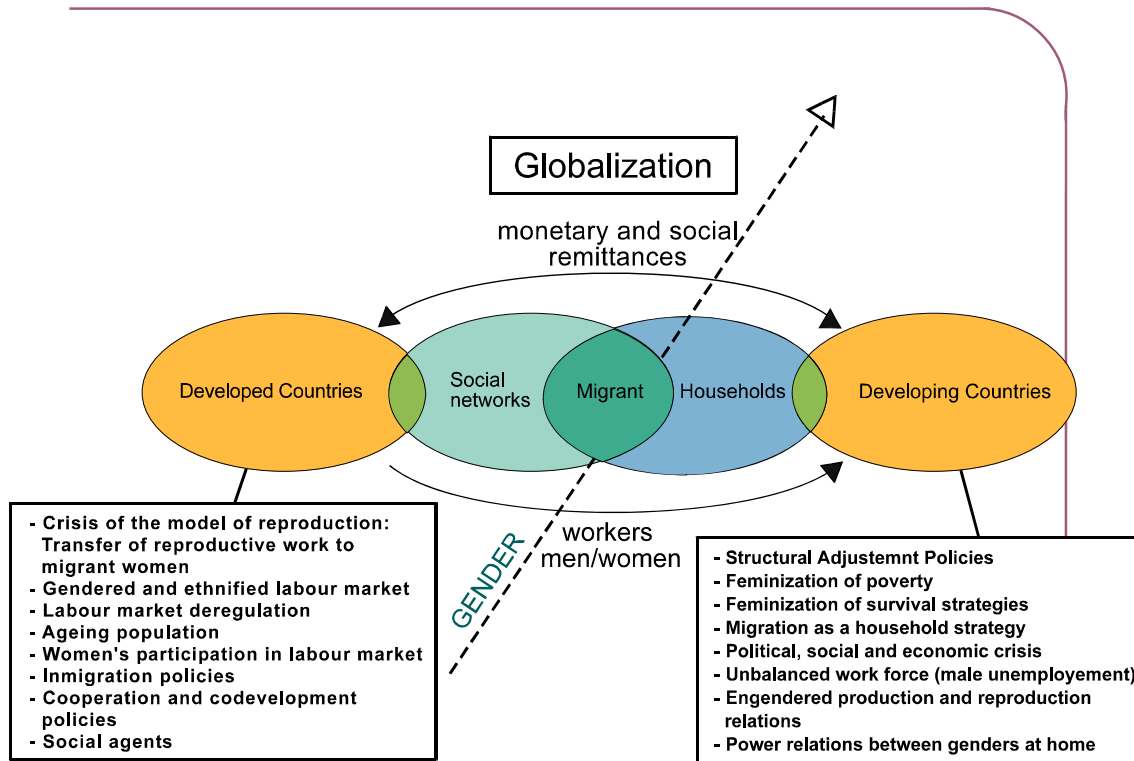 Globalization
monetary and social
remittances
Developed Countries
Social
networks
Migrant
Households
Developing Countries
workers
men/women
GENDER
- Crisis of the model of reproduction:
Transfer of reproductive work to
migrant women
- Gendered and ethnified labour market
- Labour market deregulation
- Ageing population
- Women's participation in labour market
- Inmigration policies
- Cooperation and codevelopment
policies
- Social agents
- Structural Adjustemnt Policies
- Feminization of poverty
- Feminization of survival strategies
- Migration as a household strategy
- Political, social and economic crisis
- Unbalanced work force (male unemployement)
- Engendered production and reproduction
relations
- Power relations between genders at home